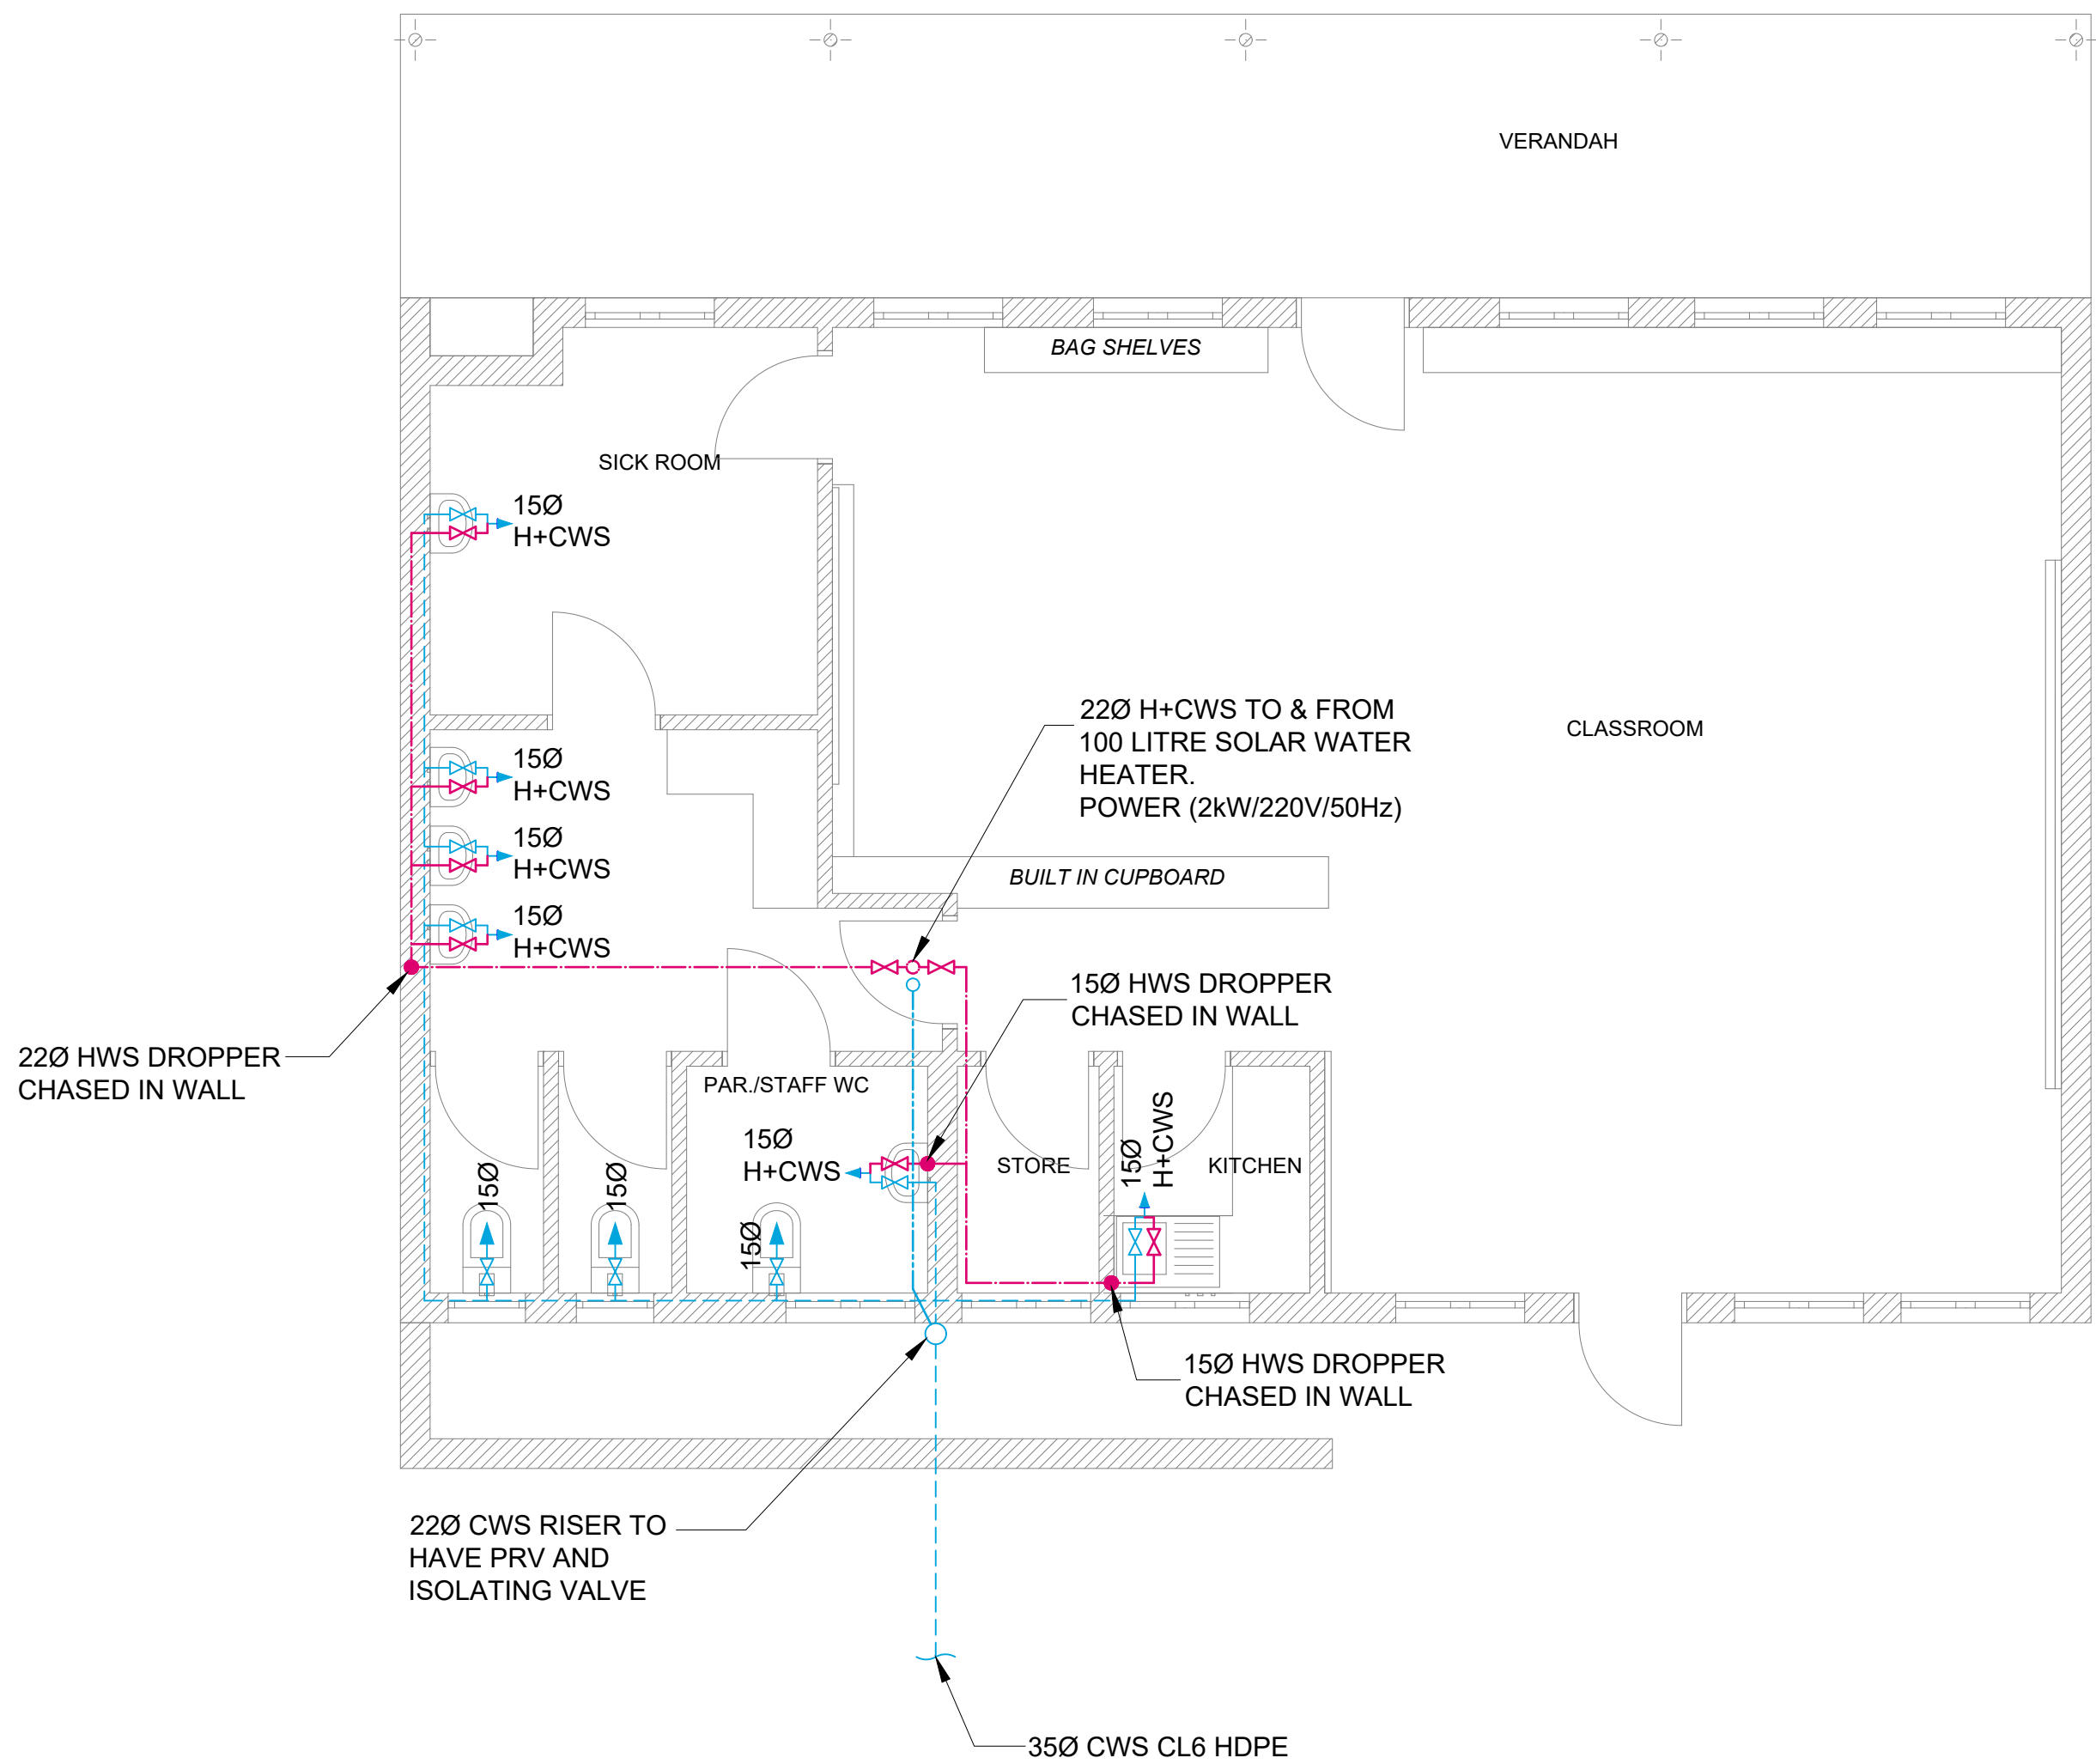 VERANDAH
BAG SHELVES
SICK ROOM
15Ø
H+CWS
22Ø H+CWS TO & FROM
100 LITRE SOLAR WATER
HEATER.
POWER (2kW/220V/50Hz)
CLASSROOM
15Ø
H+CWS
15Ø
H+CWS
BUILT IN CUPBOARD
15Ø
H+CWS
15Ø HWS DROPPER
CHASED IN WALL
22Ø HWS DROPPER
CHASED IN WALL
PAR./STAFF WC
15Ø
H+CWS
STORE
15Ø
H+CWS
KITCHEN
15Ø
15Ø
15Ø
15Ø HWS DROPPER
CHASED IN WALL
22Ø CWS RISER TO
HAVE PRV AND
ISOLATING VALVE
35Ø CWS CL6 HDPE